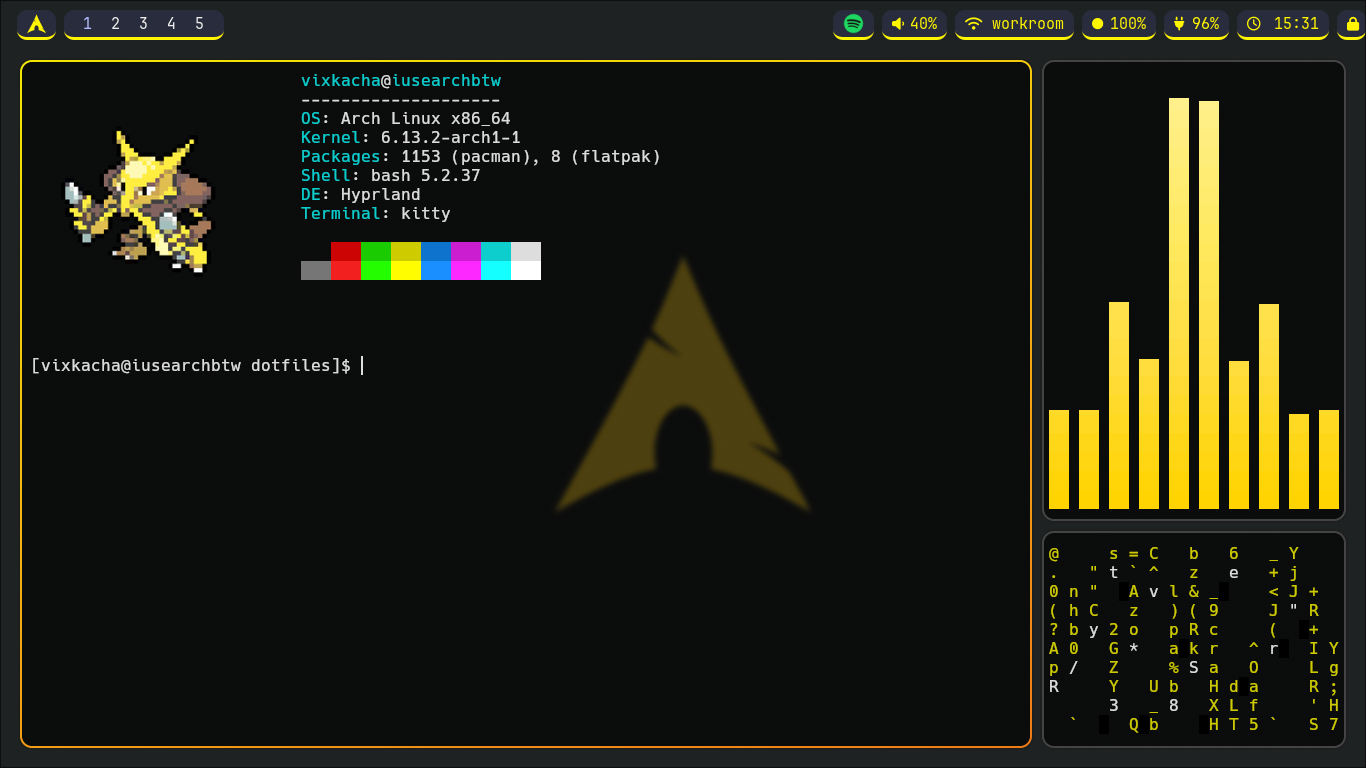 1 2 3 4 5
40% workroom 100% 96% 15:31
vixkacha@iusearchbtw
--------------------
OS: Arch Linux x86_64
Kernel: 6.13.2-arch1-1
Packages: 1153 (pacman), 8 (flatpak)
Shell: bash 5.2.37
DE: Hyprland
Terminal: kitty
[vixkacha@iusearchbtw dotfiles]$
@ s = C b 6 _ Y
. " t ` ^ z e + j
0 n " A v l & _ < J +
( h C z ) ( 9 J " R
? b y 2 o p R c ( +
A 0 G * a k r ^ r I Y
p / Z % S a O L g
R Y U b H d a R ;
3 _ 8 X L f ' H
` Q b H T 5 ` S 7